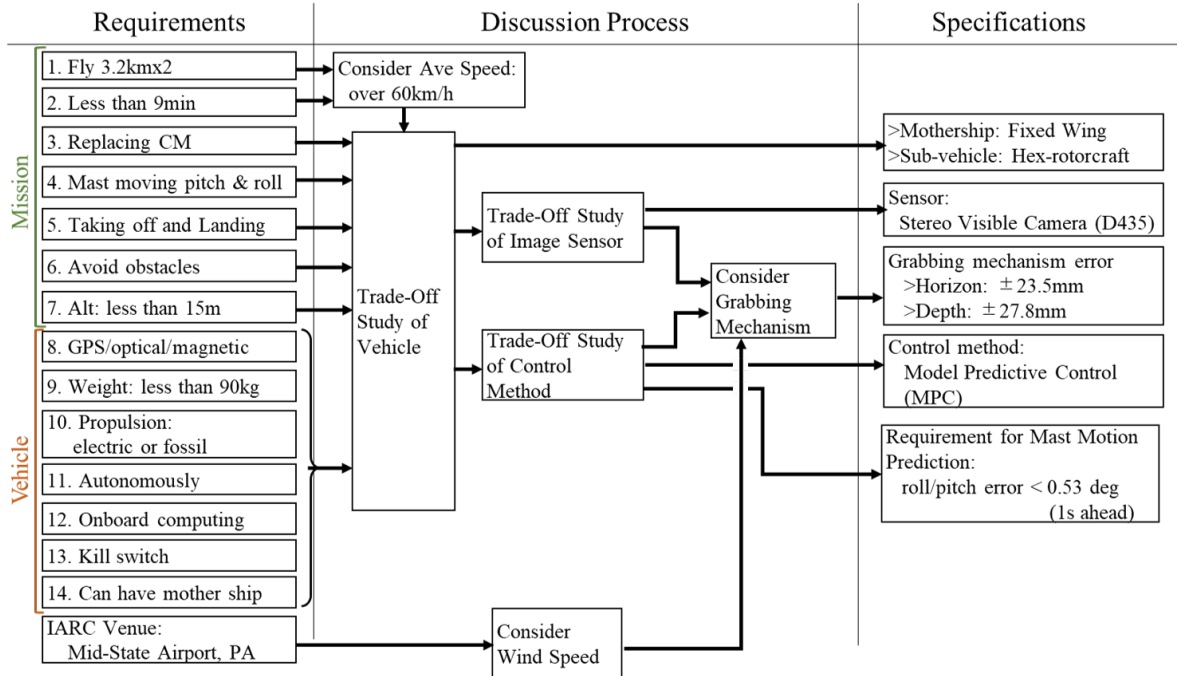 Requirements
Discussion Process
Specifications
Mission
1. Fly 3.2kmx2
2. Less than 9min
3. Replacing CM
4. Mast moving pitch & roll
5. Taking off and Landing
6. Avoid obstacles
7. Alt: less than 15m
Vehicle
8. GPS/optical/magnetic
9. Weight: less than 90kg
10. Propulsion:
electric or fossil
11. Autonomously
12. Onboard computing
13. Kill switch
14. Can have mother ship
IARC Venue:
Mid-State Airport, PA
Consider Ave Speed:
over 60km/h
Trade-Off
Study of
Vehicle
Trade-Off Study
of Image Sensor
Trade-Off Study
of Control
Method
Consider
Grabbing
Mechanism
Consider
Wind Speed
>Mothership: Fixed Wing
>Sub-vehicle: Hex-rotorcraft
Sensor:
Stereo Visible Camera (D435)
Grabbing mechanism error
>Horizon: ±23.5mm
>Depth: ±27.8mm
Control method:
Model Predictive Control
(MPC)
Requirement for Mast Motion
Prediction:
roll/pitch error < 0.53 deg
(1s ahead)